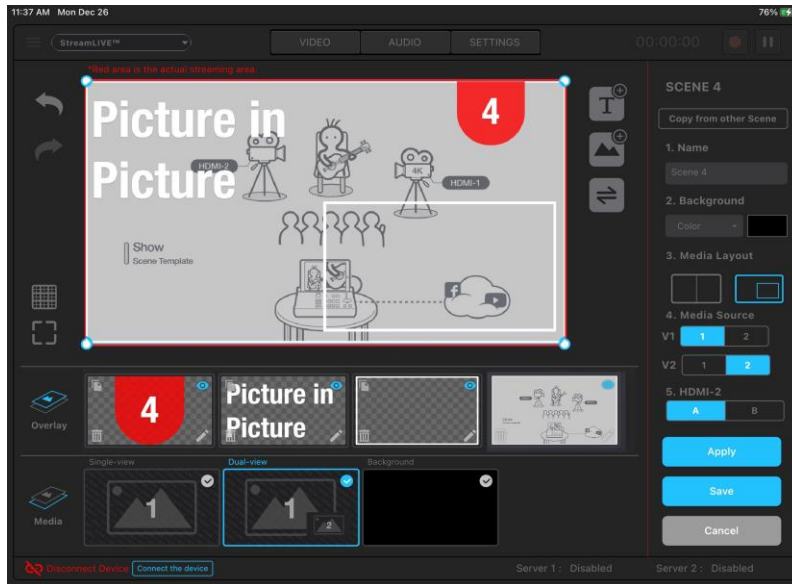 11:37 AM Mon Dec 26
76%
StreamLIVE™
VIDEO
AUDIO
SETTINGS
00:00:00
*Red area is the actual streaming area.
Picture in
Picture
4
HDMI-2
4K
HDMI-1
Show
Scene Template
T
SCENE 4
Copy from other Scene
1. Name
Scene 4
2. Background
Color
3. Media Layout
4. Media Source
V1 1 2
V2 1 2
5. HDMI-2
A B
Apply
Save
Cancel
Overlay
4
Picture in
Picture
Single-view
Dual-view
Background
Media
1
1
2
Disconnect Device
Connect the device
Server 1 : Disabled
Server 2 : Disabled